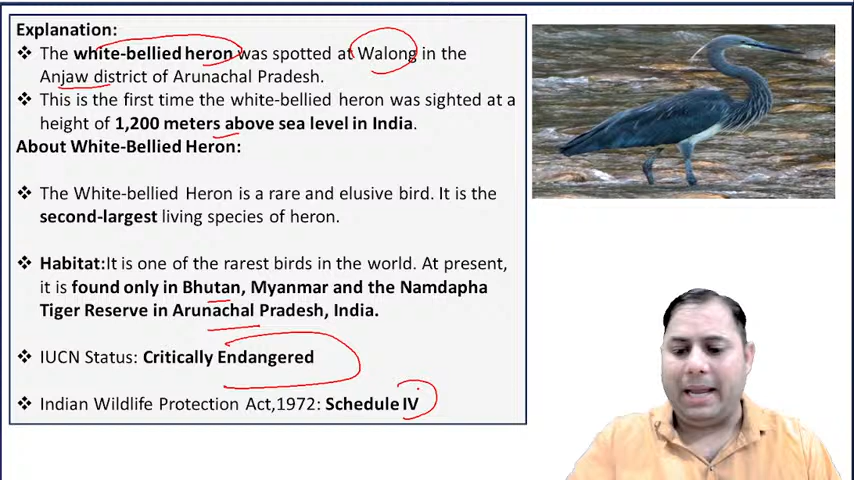 Explanation:
❖ The white-bellied heron was spotted at Walong in the
Anjaw district of Arunachal Pradesh.
❖ This is the first time the white-bellied heron was sighted at a
height of 1,200 meters above sea level in India.
About White-Bellied Heron:
❖ The White-bellied Heron is a rare and elusive bird. It is the
second-largest living species of heron.
❖ Habitat:It is one of the rarest birds in the world. At present,
it is found only in Bhutan, Myanmar and the Namdapha
Tiger Reserve in Arunachal Pradesh, India.
❖ IUCN Status: Critically Endangered
❖ Indian Wildlife Protection Act,1972: Schedule IV